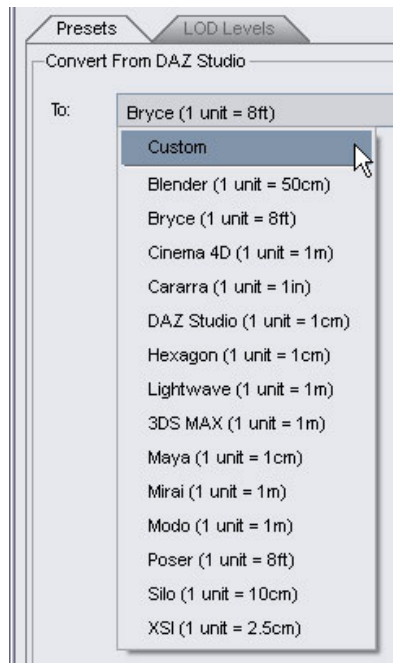 Presets LOD Levels
Convert From DAZ Studio
To: Bryce (1 unit = 8ft)
Custom
Blender (1 unit = 50cm)
Bryce (1 unit = 8ft)
Cinema 4D (1 unit = 1m)
Cararra (1 unit = 1in)
DAZ Studio (1 unit = 1cm)
Hexagon (1 unit = 1cm)
Lightwave (1 unit = 1m)
3DS MAX (1 unit = 1m)
Maya (1 unit = 1cm)
Mirai (1 unit = 1m)
Modo (1 unit = 1m)
Poser (1 unit = 8ft)
Silo (1 unit = 10cm)
XSI (1 unit = 2.5cm)